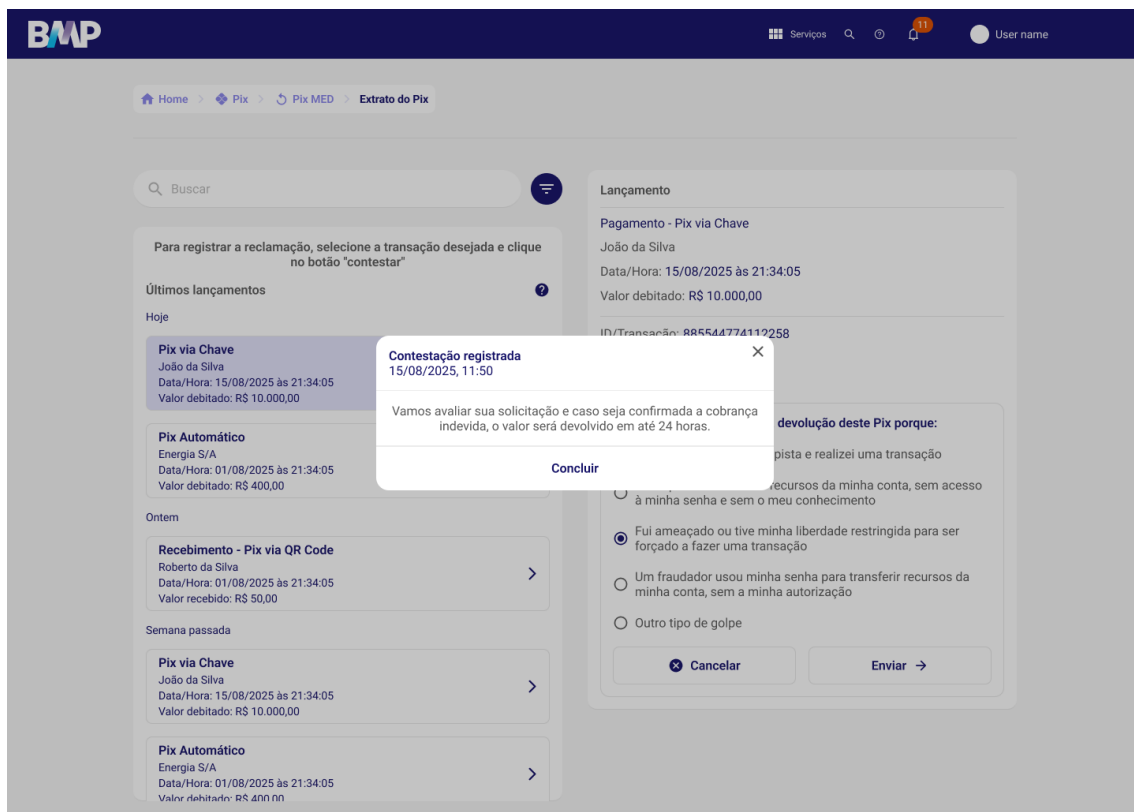 BMP
Serviços
11
User name
Home
Pix
Pix MED
Extrato do Pix
Buscar
Para registrar a reclamação, selecione a transação desejada e clique
no botão "contestar"
Últimos lançamentos
Hoje
Pix via Chave
João da Silva
Data/Hora: 15/08/2025 às 21:34:05
Valor debitado: R$ 10.000,00
Pix Automático
Energia S/A
Data/Hora: 01/08/2025 às 21:34:05
Valor debitado: R$ 400,00
Ontem
Recebimento - Pix via QR Code
Roberto da Silva
Data/Hora: 01/08/2025 às 21:34:05
Valor recebido: R$ 50,00
Semana passada
Pix via Chave
João da Silva
Data/Hora: 15/08/2025 às 21:34:05
Valor debitado: R$ 10.000,00
Pix Automático
Energia S/A
Data/Hora: 01/08/2025 às 21:34:05
Valor debitado: R$ 400,00
Lançamento
Pagamento - Pix via Chave
João da Silva
Data/Hora: 15/08/2025 às 21:34:05
Valor debitado: R$ 10.000,00
ID/Transação: 885544774112258
Contestação registrada
15/08/2025, 11:50
Vamos avaliar sua solicitação e caso seja confirmada a cobrança
indevida, o valor será devolvido em até 24 horas.
Concluir
devolução deste Pix porque:
e realizei uma transação
recursos da minha conta, sem acesso
à minha senha e sem o meu conhecimento
Fui ameaçado ou tive minha liberdade restringida para ser
forçado a fazer uma transação
Um fraudador usou minha senha para transferir recursos da
minha conta, sem a minha autorização
Outro tipo de golpe
Cancelar
Enviar